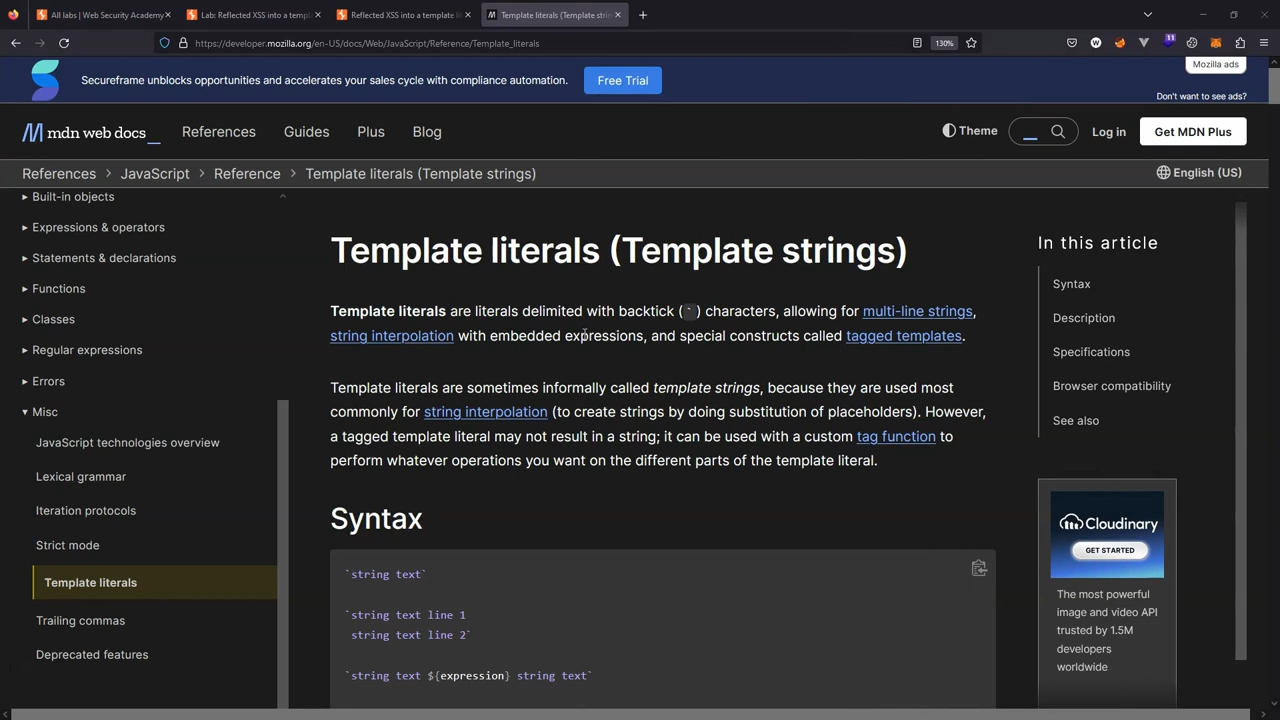 All labs | Web Security Academy
Lab: Reflected XSS into a templ
Reflected XSS into a template li
Template literals (Template strin
https://developer.mozilla.org/en-US/docs/Web/JavaScript/Reference/Template_literals
130%
11
Secureframe unblocks opportunities and accelerates your sales cycle with compliance automation.
Free Trial
Mozilla ads
Don't want to see ads?
mdn web docs_
References
Guides
Plus
Blog
Theme
Log in
Get MDN Plus
References > JavaScript > Reference > Template literals (Template strings)
English (US)
Built-in objects
Expressions & operators
Statements & declarations
Functions
Classes
Regular expressions
Errors
Misc
JavaScript technologies overview
Lexical grammar
Iteration protocols
Strict mode
Template literals
Trailing commas
Deprecated features
Template literals (Template strings)
Template literals are literals delimited with backtick (`) characters, allowing for multi-line strings,
string interpolation with embedded expressions, and special constructs called tagged templates.
Template literals are sometimes informally called template strings, because they are used most
commonly for string interpolation (to create strings by doing substitution of placeholders). However,
a tagged template literal may not result in a string; it can be used with a custom tag function to
perform whatever operations you want on the different parts of the template literal.
Syntax
`string text`
`string text line 1
string text line 2`
`string text ${expression} string text`
In this article
Syntax
Description
Specifications
Browser compatibility
See also
Cloudinary
GET STARTED
The most powerful
image and video API
trusted by 1.5M
developers
worldwide